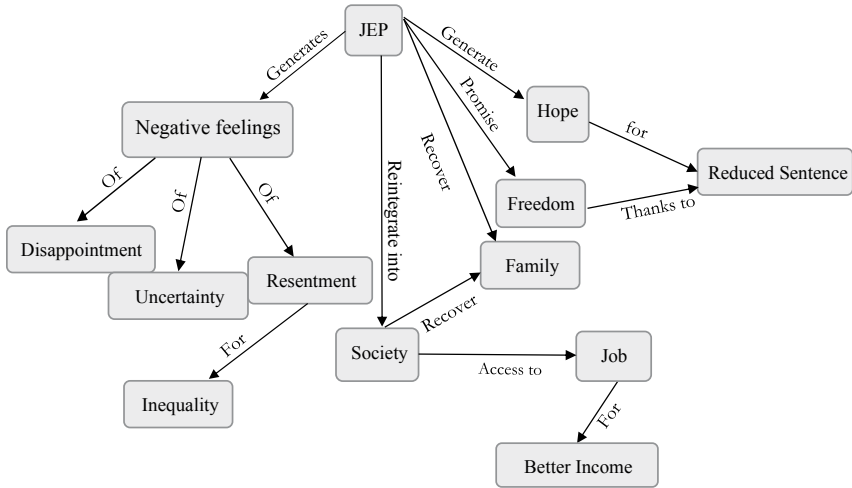 JEP
Generates
Generate
Promise
Recover
Reintegrate into
Hope
for
Negative feelings
Reduced Sentence
Of
Of
Of
Freedom
Thanks to
Disappointment
Family
Resentment
Uncertainty
Recover
For
Society
Job
Access to
Inequality
For
Better Income